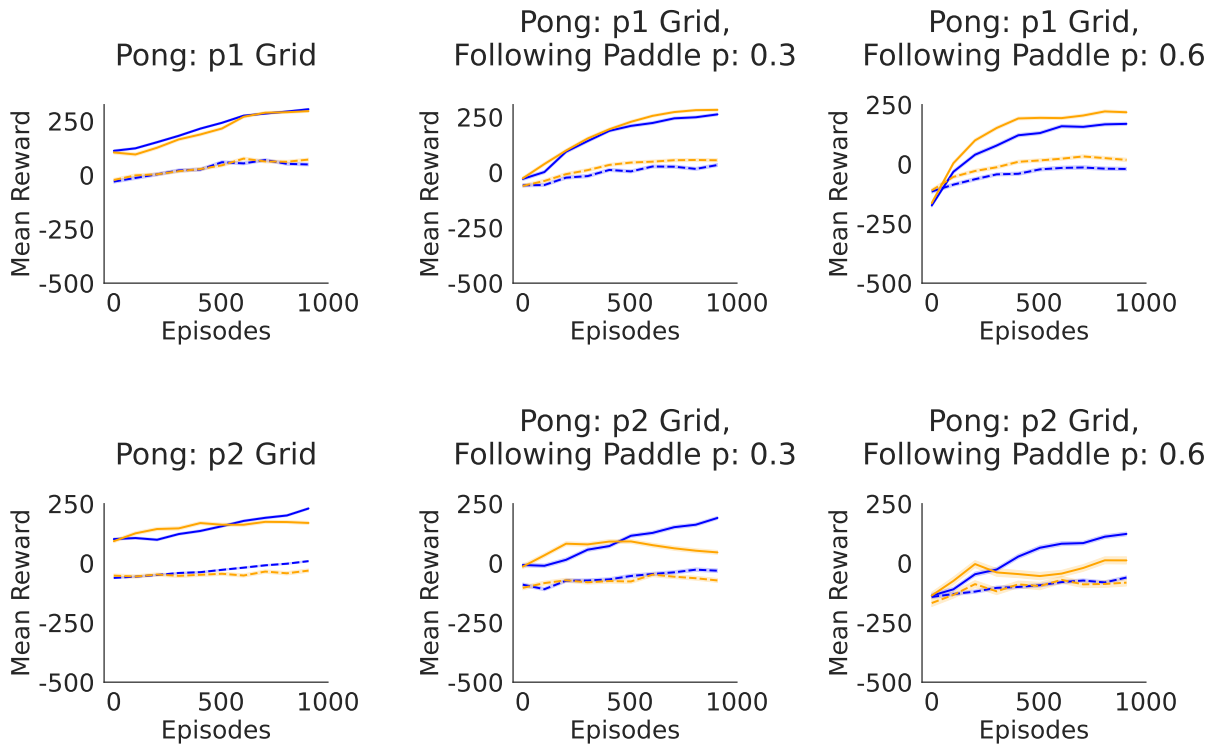 Pong: p1 Grid
Mean Reward
250
0
-250
-500
0
500
1000
Episodes
Pong: p1 Grid,
Following Paddle p: 0.3
Mean Reward
250
0
-250
-500
0
500
1000
Episodes
Pong: p1 Grid,
Following Paddle p: 0.6
Mean Reward
250
0
-250
-500
0
500
1000
Episodes
Pong: p2 Grid
Mean Reward
250
0
-250
-500
0
500
1000
Episodes
Pong: p2 Grid,
Following Paddle p: 0.3
Mean Reward
250
0
-250
-500
0
500
1000
Episodes
Pong: p2 Grid,
Following Paddle p: 0.6
Mean Reward
250
0
-250
-500
0
500
1000
Episodes